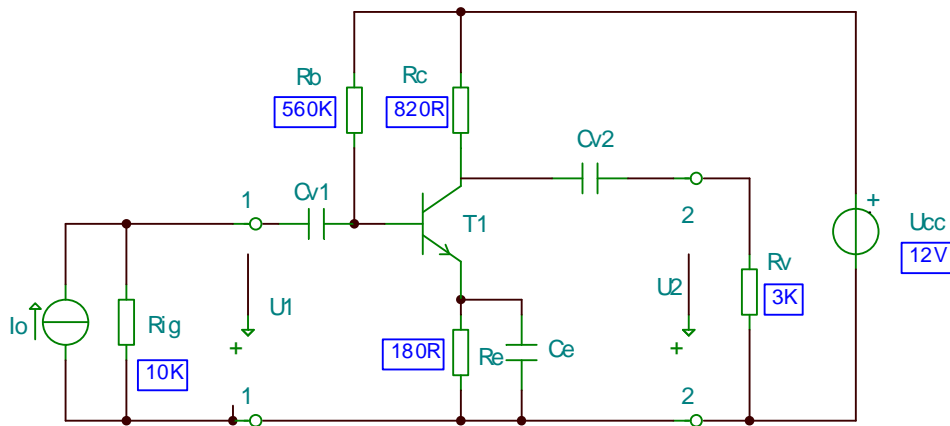 Rb
560K
Rc
820R
Cv2
1
Cv1
T1
2
+
Ucc
12V
Io
Rig
10K
U1
+
180R
Re
Ce
U2
+
Rv
3K
1
2